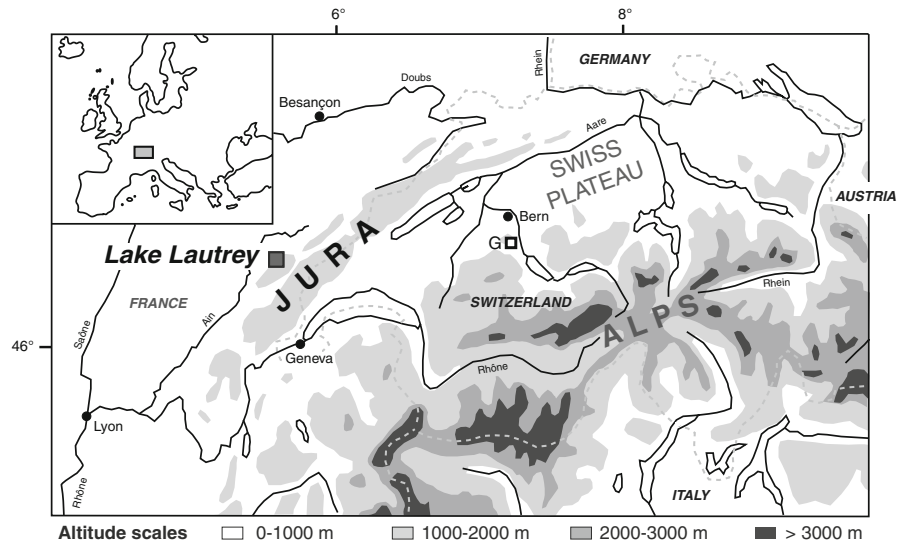 6°
8°
Rhein
GERMANY
Doubs
Besançon
Aare
SWISS
PLATEAU
AUSTRIA
Bern
G
Lake Lautrey
JURA
FRANCE
SWITZERLAND
Rhein
ALPS
Ain
Saône
46°
Geneva
Rhône
Lyon
Rhône
ITALY
Altitude scales
0-1000 m
1000-2000 m
2000-3000 m
> 3000 m